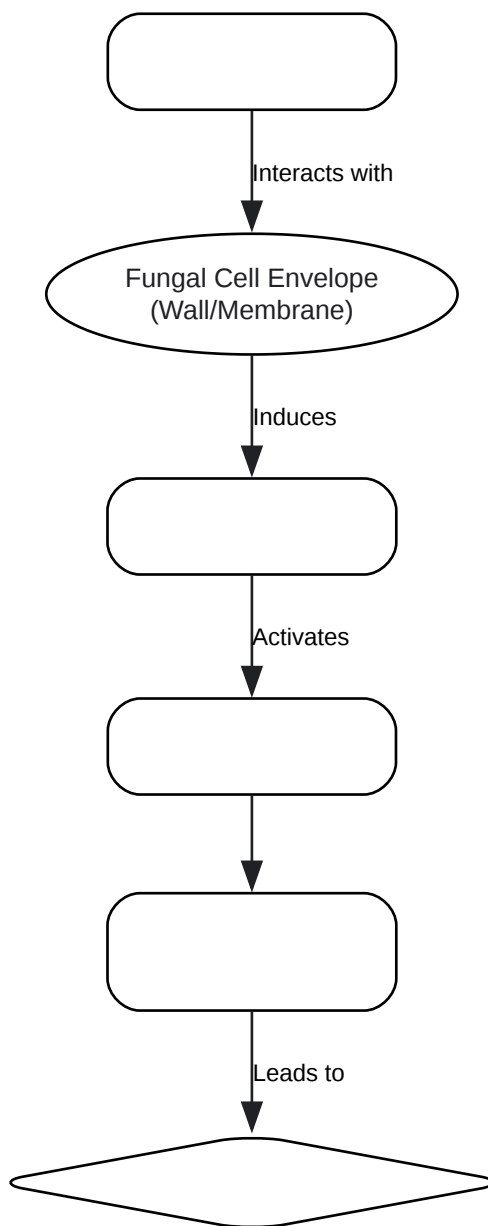 Interacts with
Fungal Cell Envelope
(Wall/Membrane)
Induces
Activates
Leads to